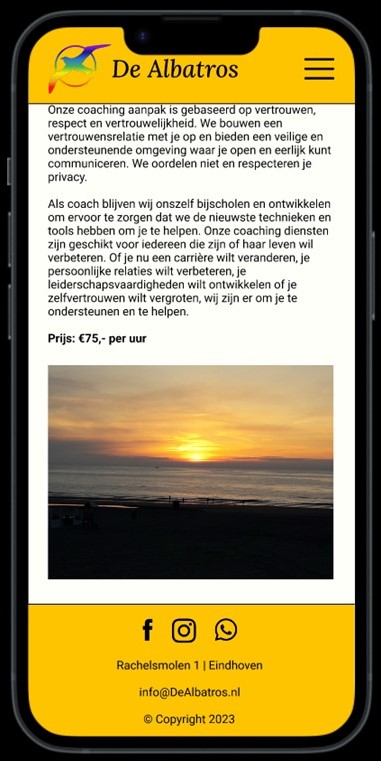 De Albatros
Onze coaching aanpak is gebaseerd op vertrouwen,
respect en vertrouwelijkheid. We bouwen een
vertrouwensrelatie met je op en bieden een veilige en
ondersteunende omgeving waar je open en eerlijk kunt
communiceren. We oordelen niet en respecteren je
privacy.
Als coach blijven wij onszelf bijscholen en ontwikkelen
om ervoor te zorgen dat we de nieuwste technieken en
tools hebben om je te helpen. Onze coaching diensten
zijn geschikt voor iedereen die zijn of haar leven wil
verbeteren. Of je nu een carrière wilt veranderen, je
persoonlijke relaties wilt verbeteren, je
leiderschapsvaardigheden wilt ontwikkelen of je
zelfvertrouwen wilt vergroten, wij zijn er om je te
ondersteunen en te helpen.
Prijs: €75,- per uur
Rachelsmolen 1 | Eindhoven
info@DeAlbatros.nl
© Copyright 2023